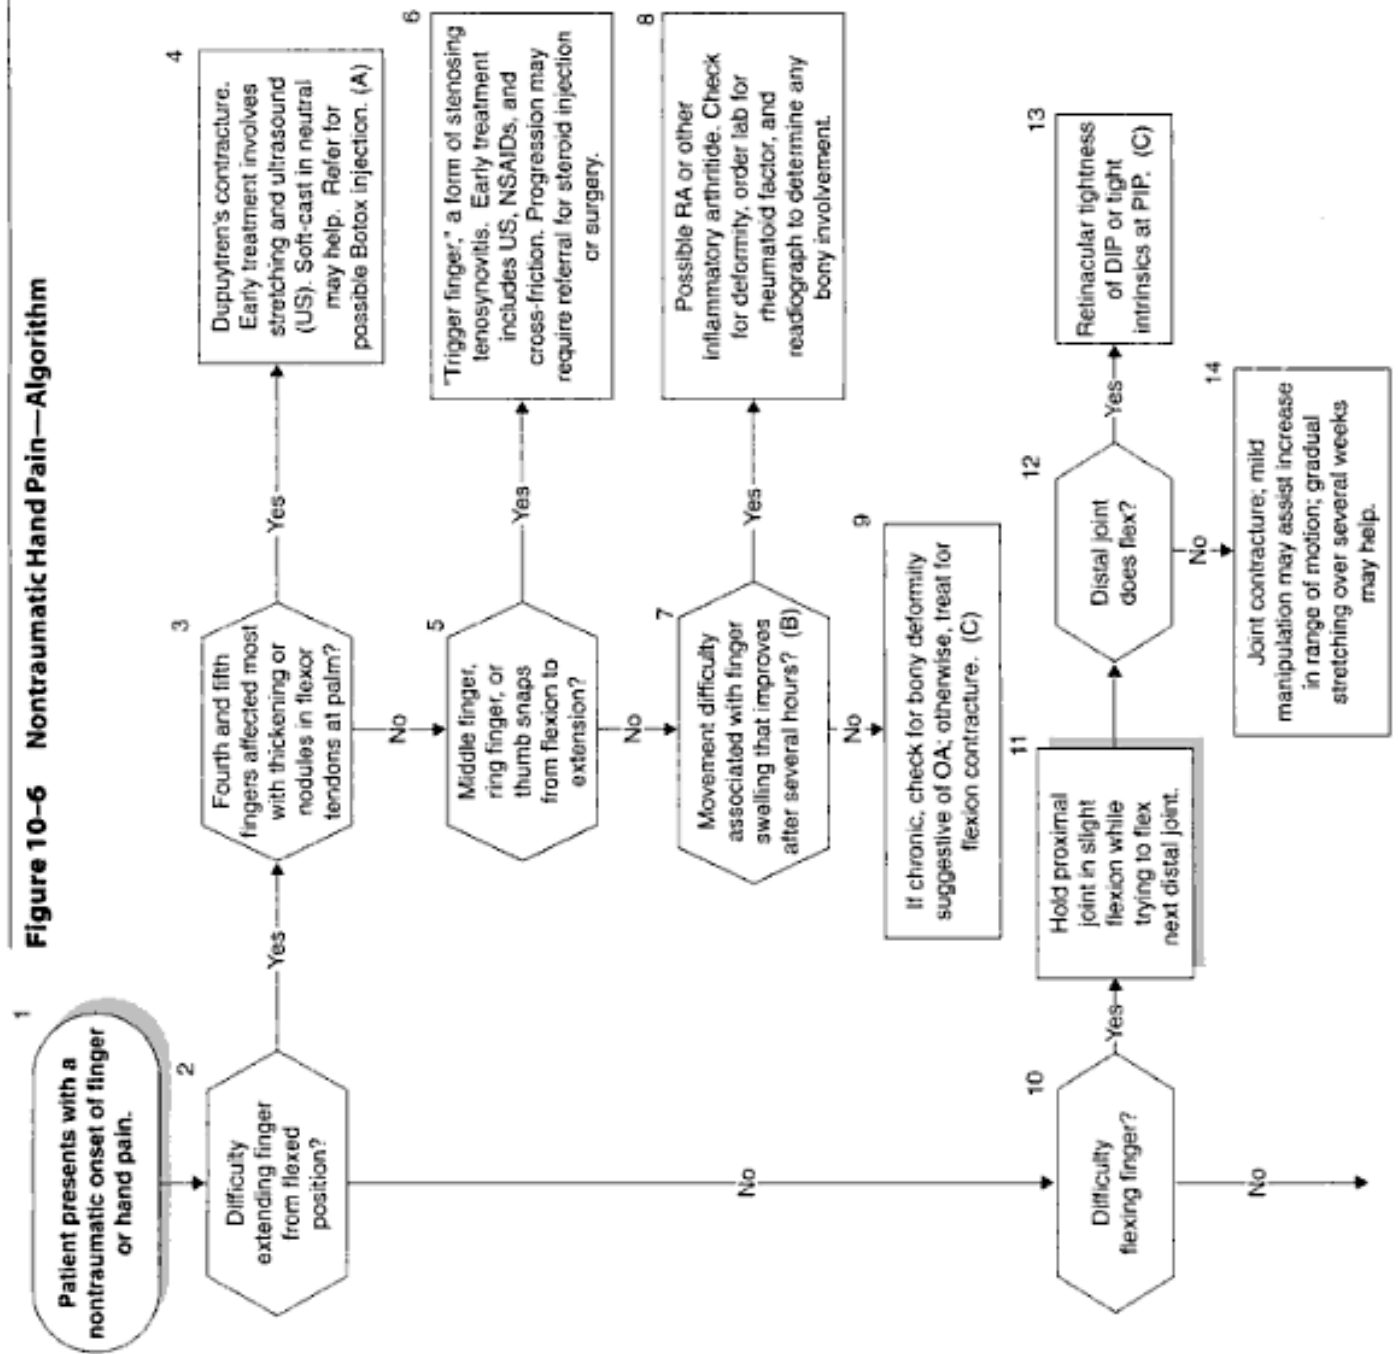 Figure 10–6 Nontraumatic Hand Pain—Algorithm
1
Patient presents with a
nontraumatic onset of finger
or hand pain.
2
Difficulty
extending finger
from flexed
position?
Yes
3
Fourth and fifth
fingers affected most
with thickening or
nodules in flexor
tendons at palm?
Yes
4
Dupuytren's contracture.
Early treatment involves
stretching and ultrasound
(US). Soft-cast in neutral
may help. Refer for
possible Botox injection. (A)
No
5
Middle finger,
ring finger, or
thumb snaps
from flexion to
extension?
Yes
6
"Trigger finger," a form of stenosing
tenosynovitis. Early treatment
includes US, NSAIDs, and
cross-friction. Progression may
require referral for steroid injection
or surgery.
No
7
Movement difficulty
associated with finger
swelling that improves
after several hours? (B)
Yes
8
Possible RA or other
inflammatory arthritide. Check
for deformity, order lab for
rheumatoid factor, and
readiograph to determine any
bony involvement.
No
9
If chronic, check for bony deformity
suggestive of OA; otherwise, treat for
flexion contracture. (C)
No
10
Difficulty
flexing finger?
Yes
11
Hold proximal
joint in slight
flexion while
trying to flex
next distal joint.
12
Distal joint
does flex?
Yes
13
Retinacular tightness
of DIP or tight
intrinsics at PIP. (C)
No
14
Joint contracture; mild
manipulation may assist increase
in range of motion; gradual
stretching over several weeks
may help.
No